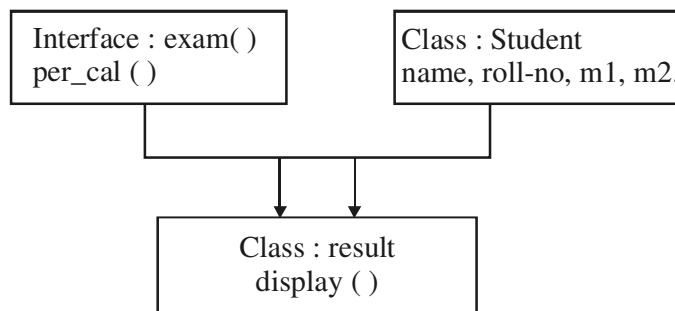 Interface : exam( )
per_cal ( )
Class : Student
name, roll-no, m1, m2.
Class : result
display ( )